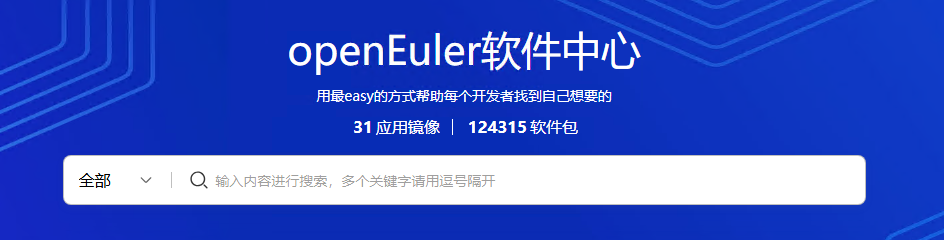 openEuler软件中心
用最easy的方式帮助每个开发者找到自己想要的
31 应用镜像 | 124315 软件包
全部 输入内容进行搜索，多个关键字请用逗号隔开